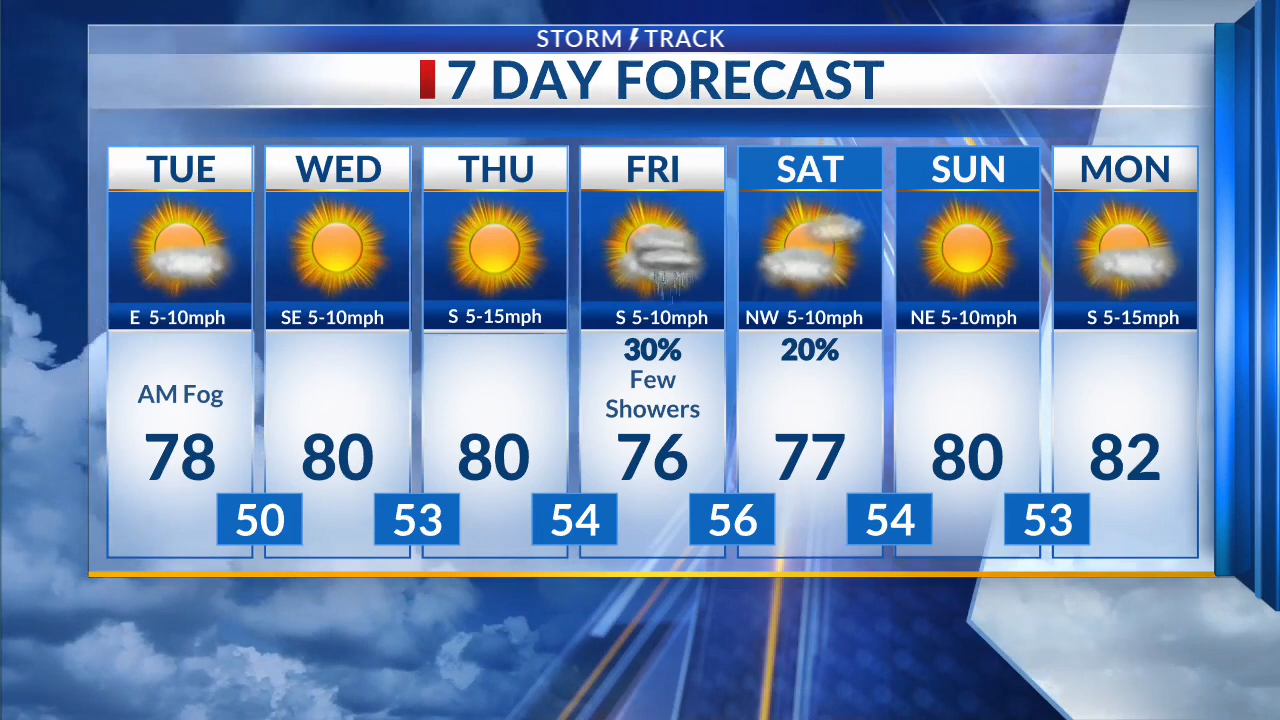 STORM TRACK
7 DAY FORECAST
TUE WED THU FRI SAT SUN MON
E 5-10mph SE 5-10mph S 5-15mph S 5-10mph NW 5-10mph NE 5-10mph S 5-15mph
30% 20%
Few
AM Fog Showers
78 80 80 76 77 80 82
50 53 54 56 54 53